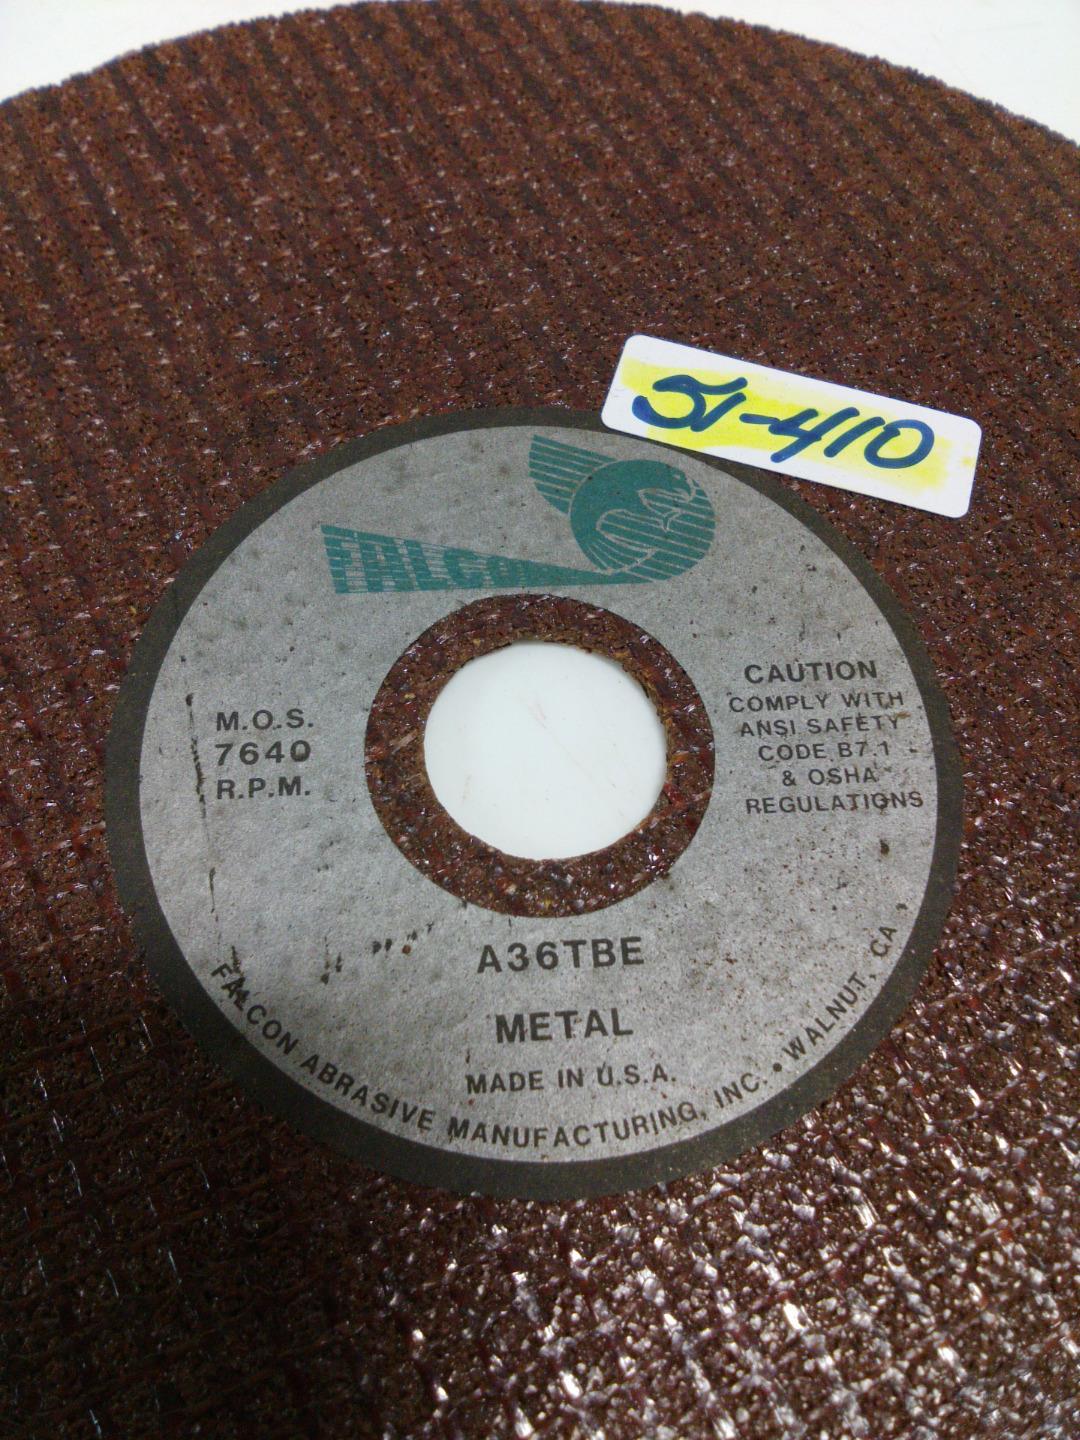 51-410
FALCON
M.O.S.
7640
R.P.M.
CAUTION
COMPLY WITH
ANSI SAFETY
CODE B7.1
& OSHA
REGULATIONS
A36TBE
METAL
MADE IN U.S.A.
FALCON ABRASIVE MANUFACTURING, INC. • WALNUT, CA